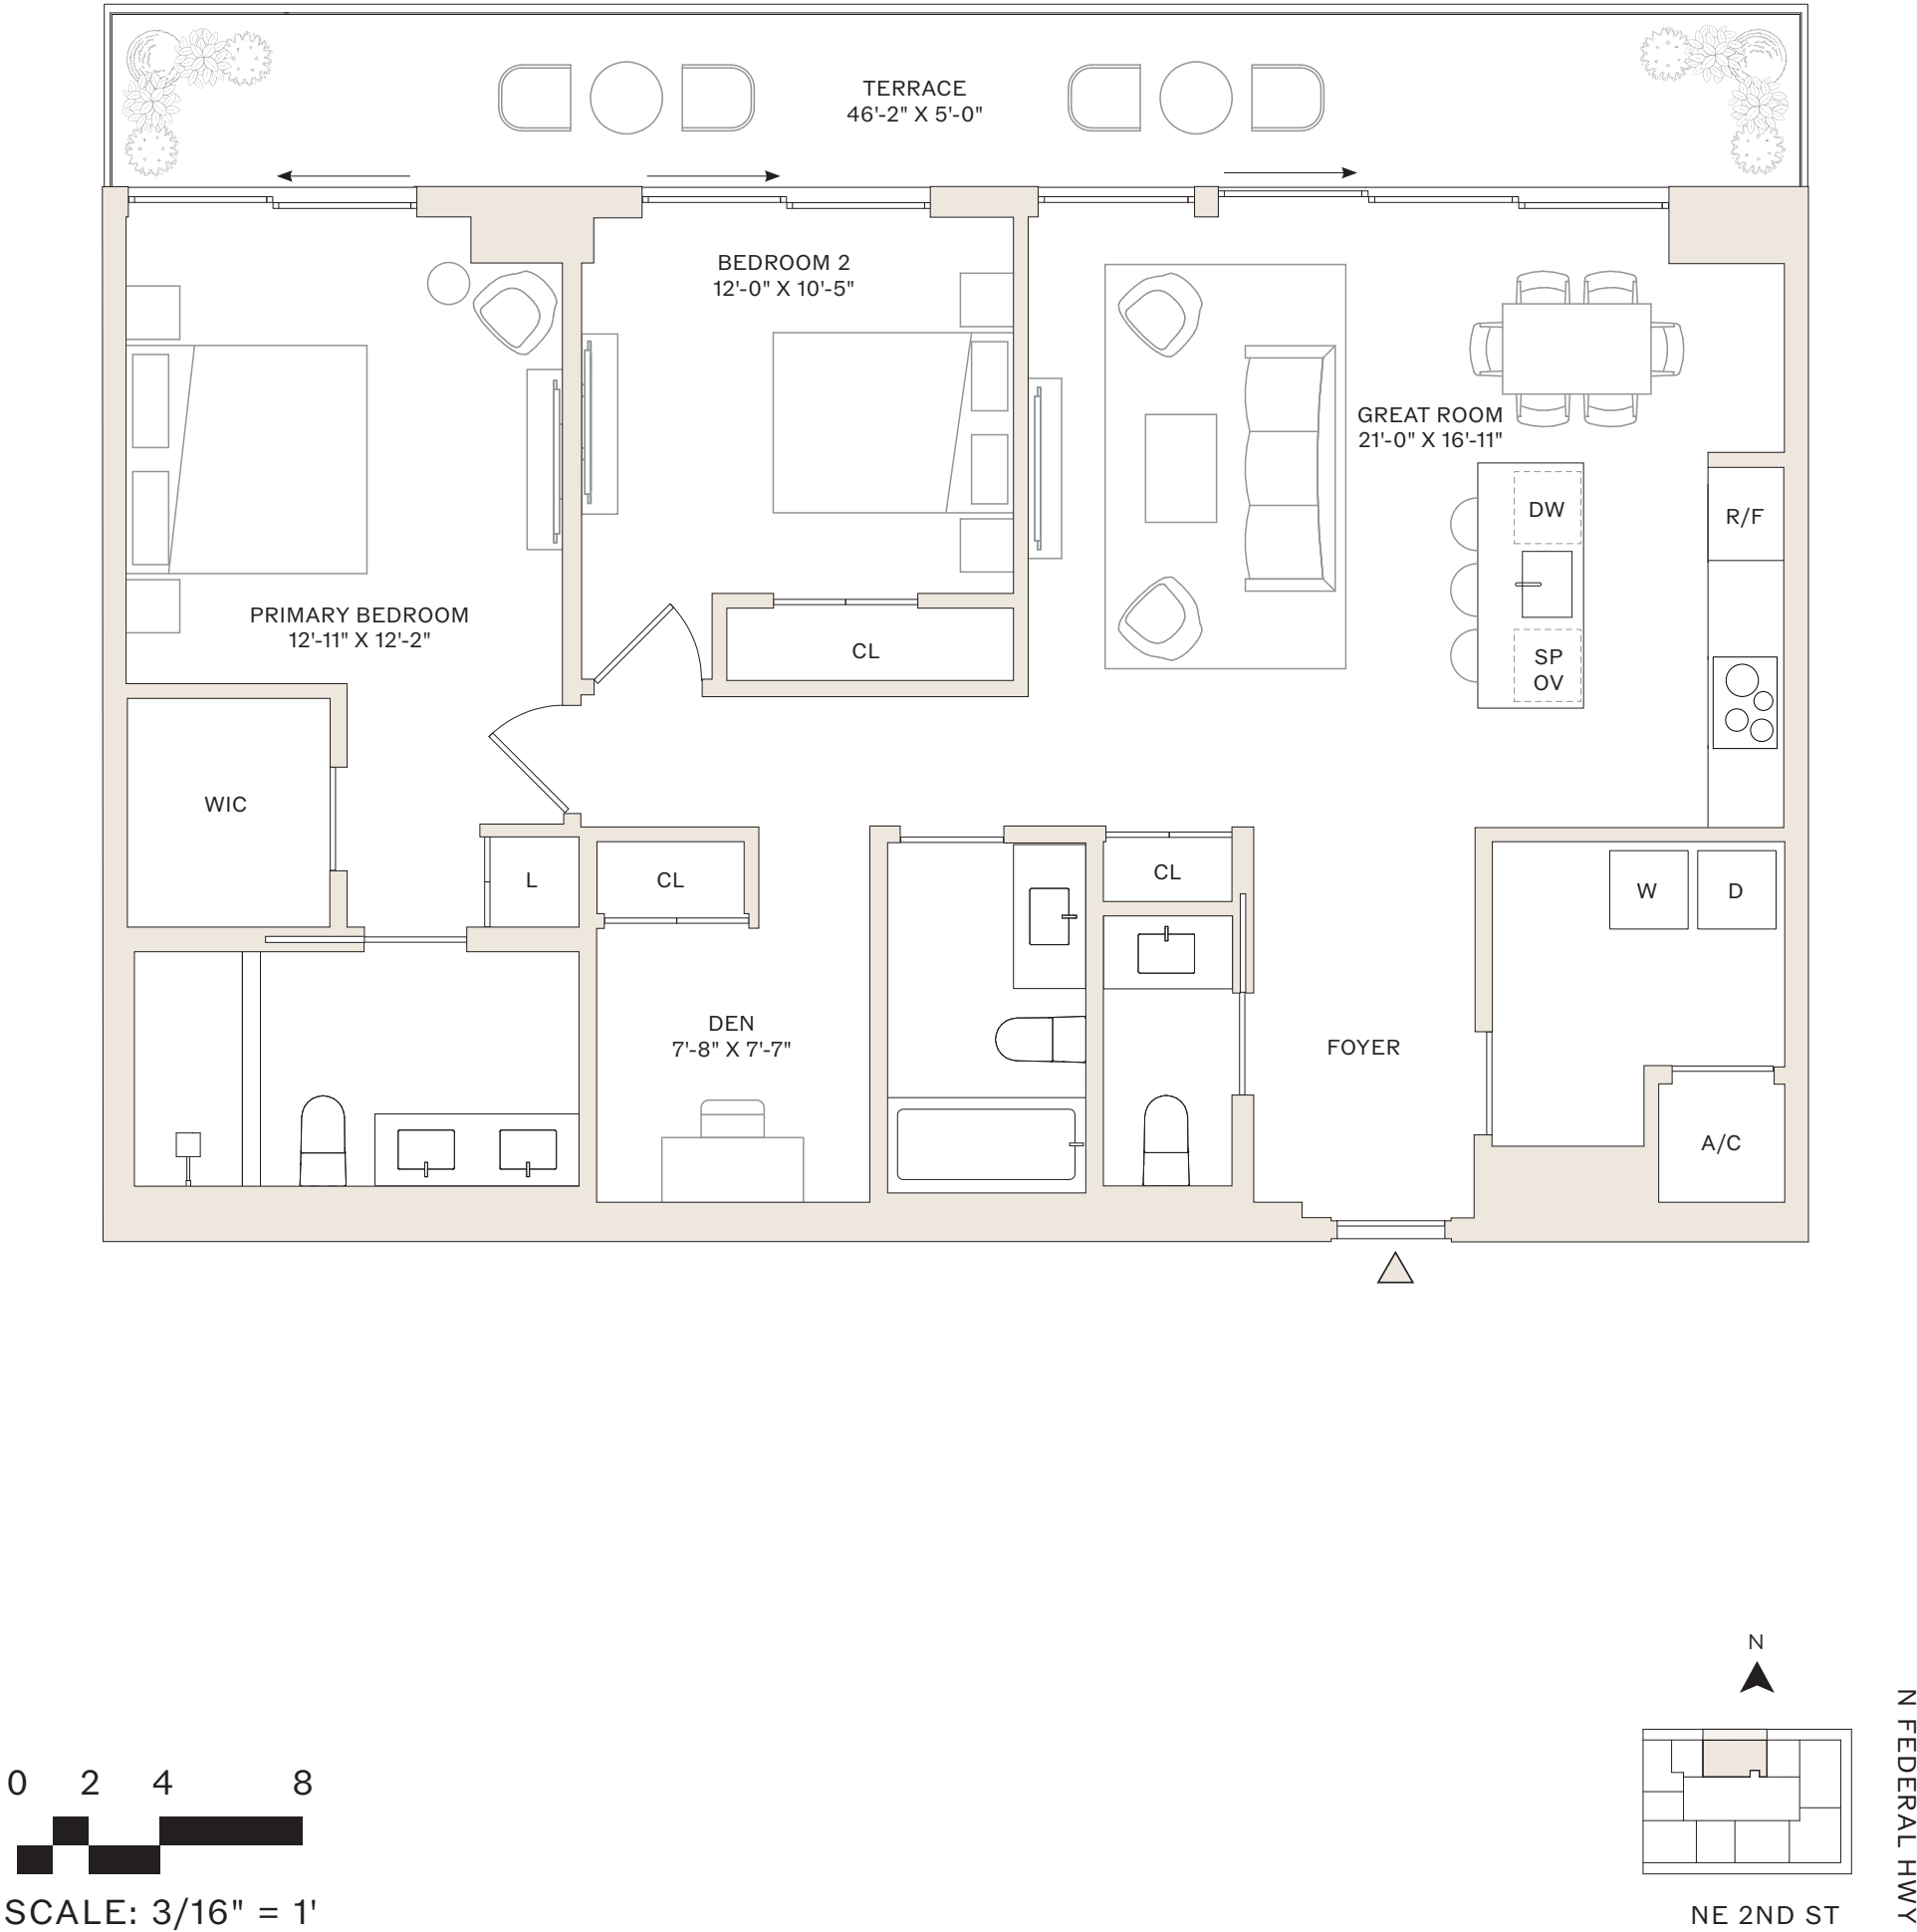 TERRACE
46'-2" X 5'-0"
BEDROOM 2
12'-0" X 10'-5"
GREAT ROOM
21'-0" X 16'-11"
DW
R/F
PRIMARY BEDROOM
12'-11" X 12'-2"
CL
SP
OV
WIC
L
CL
CL
W
D
DEN
7'-8" X 7'-7"
FOYER
A/C
N
N FEDERAL HWY
0 2 4 8
SCALE: 3/16" = 1'
NE 2ND ST